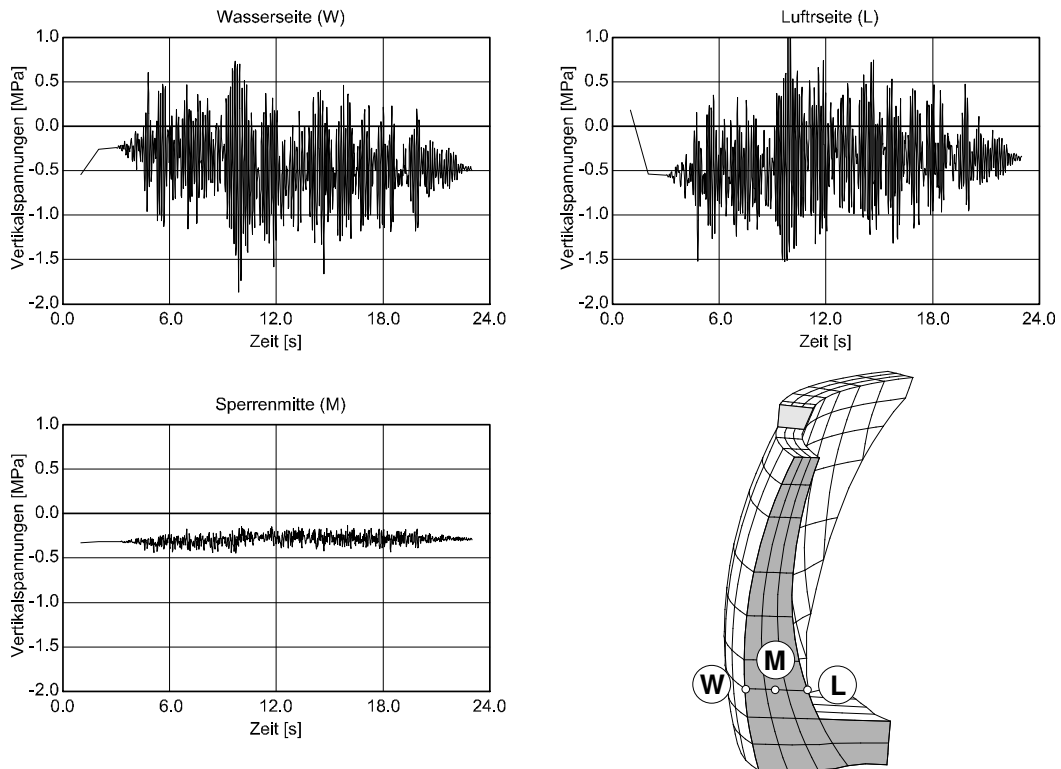 Wasserseite (W)
Vertikalspannungen [MPa]
1.0
0.5
0.0
-0.5
-1.0
-1.5
-2.0
0.0 6.0 12.0 18.0 24.0
Zeit [s]
Luftrseite (L)
Vertikalspannungen [MPa]
1.0
0.5
0.0
-0.5
-1.0
-1.5
-2.0
0.0 6.0 12.0 18.0 24.0
Zeit [s]
Sperrenmitte (M)
Vertikalspannungen [MPa]
1.0
0.5
0.0
-0.5
-1.0
-1.5
-2.0
0.0 6.0 12.0 18.0 24.0
Zeit [s]
M
W L